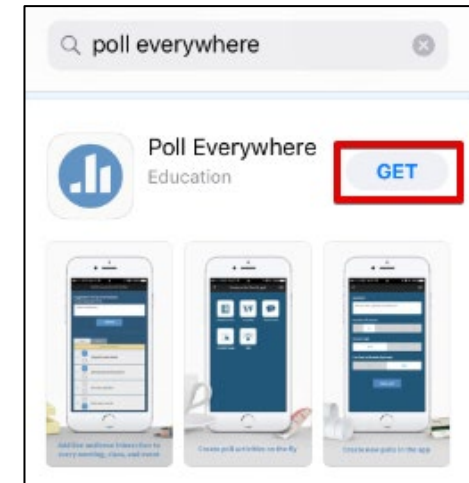 poll everywhere
Poll Everywhere
Education
GET
Add live audience interaction to
every meeting, class, and event
Create poll activities on the fly
Create new polls in the app